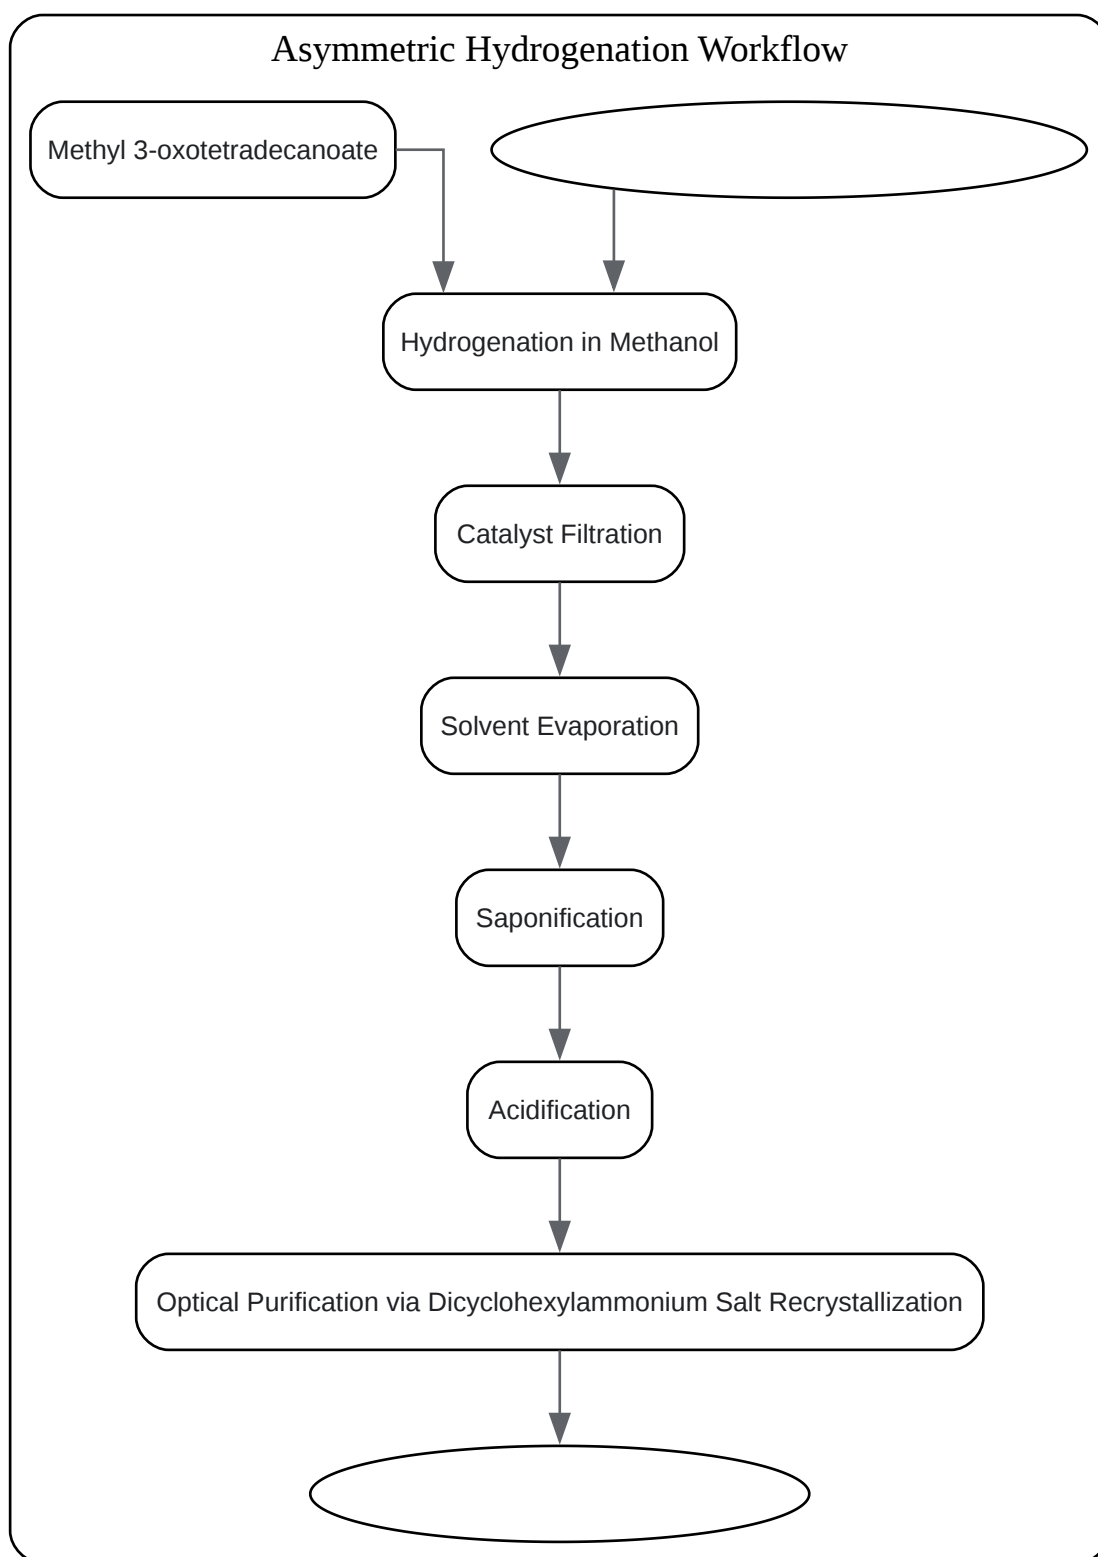 Asymmetric Hydrogenation Workflow
Methyl 3-oxotetradecanoate
Hydrogenation in Methanol
Catalyst Filtration
Solvent Evaporation
Saponification
Acidification
Optical Purification via Dicyclohexylammonium Salt Recrystallization